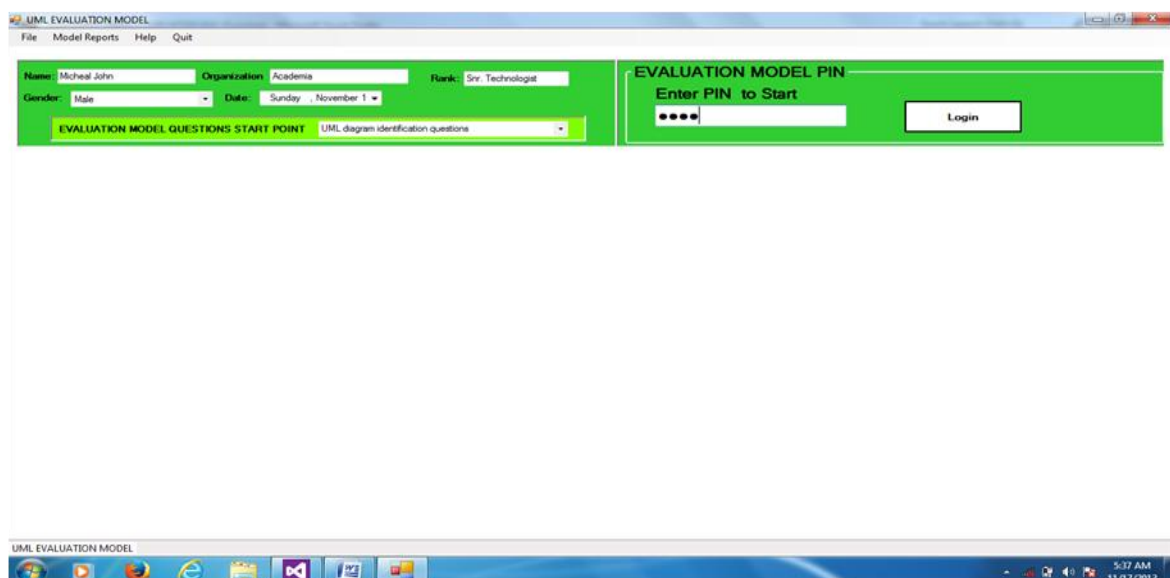 UML EVALUATION MODEL
File Model Reports Help Quit
Name: Micheal John Organization Academia Rank: Snr. Technologist
Gender: Male Date: Sunday , November 1
EVALUATION MODEL QUESTIONS START POINT UML diagram identification questions
EVALUATION MODEL PIN
Enter PIN to Start
●●●●
Login
UML EVALUATION MODEL
5:37 AM